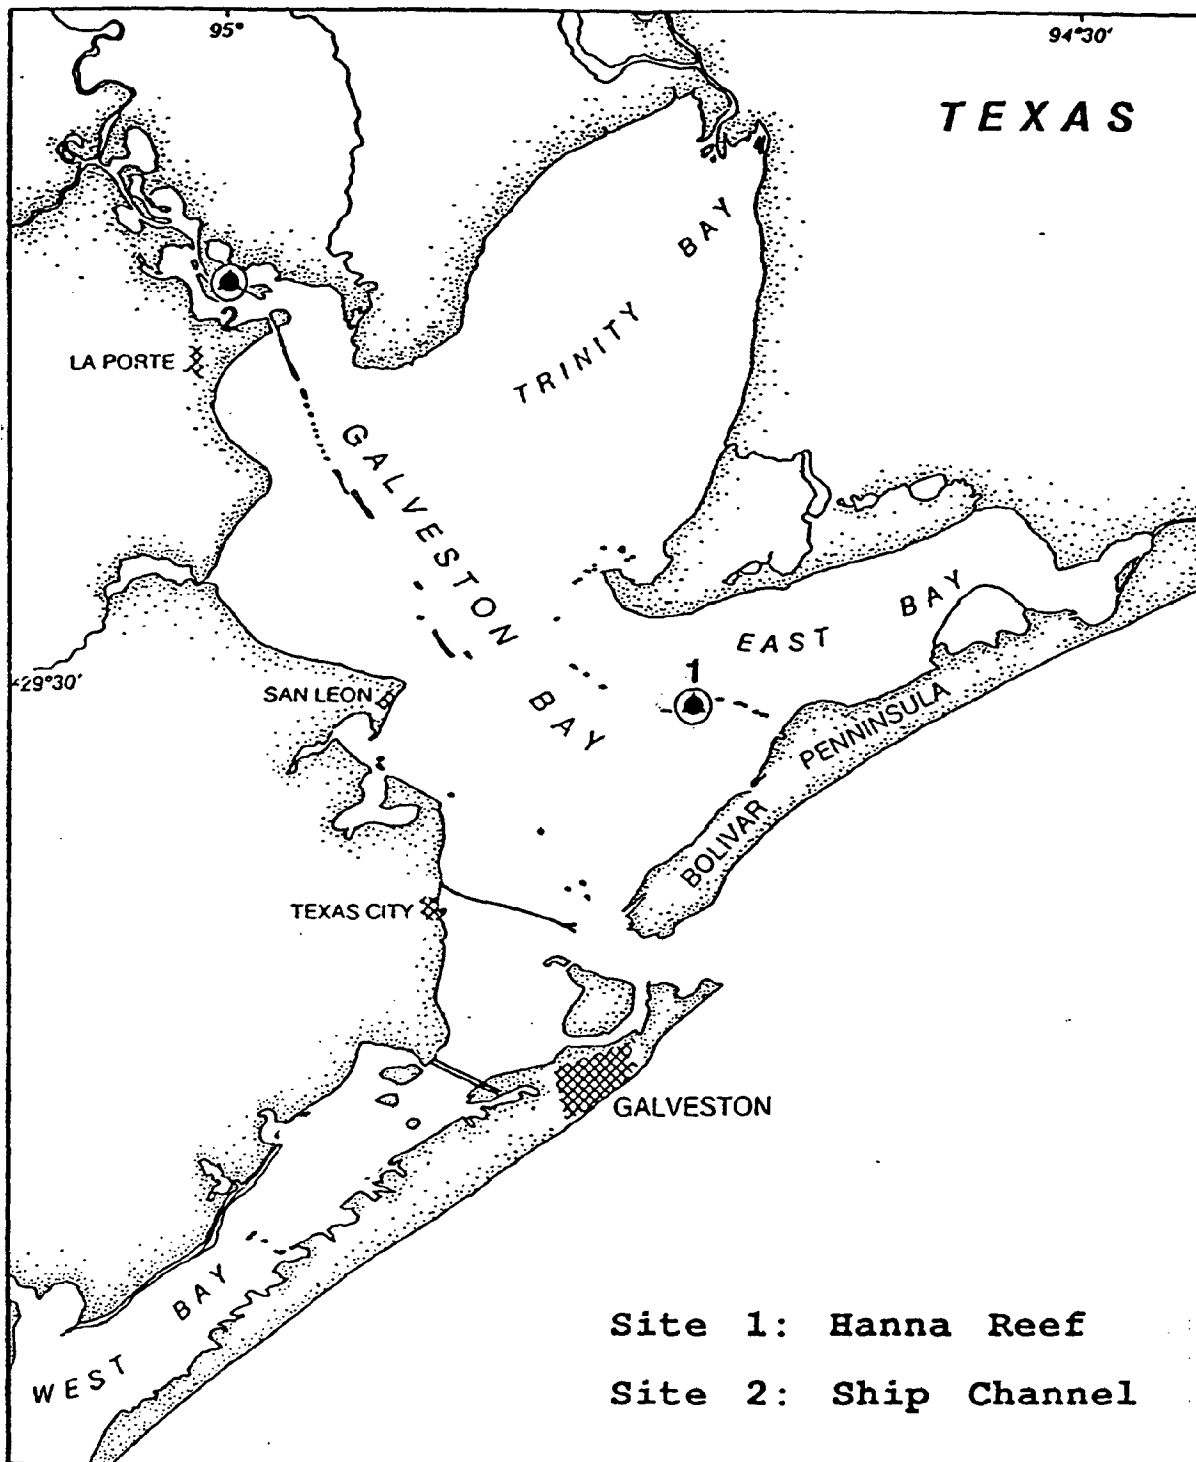 95°
94°30'
TEXAS
TRINITY BAY
2
LA PORTE
GALVESTON BAY
EAST BAY
1
29°30'
SAN LEON
BOLIVAR PENNINSULA
TEXAS CITY
GALVESTON
WEST BAY
Site 1: Hanna Reef
Site 2: Ship Channel